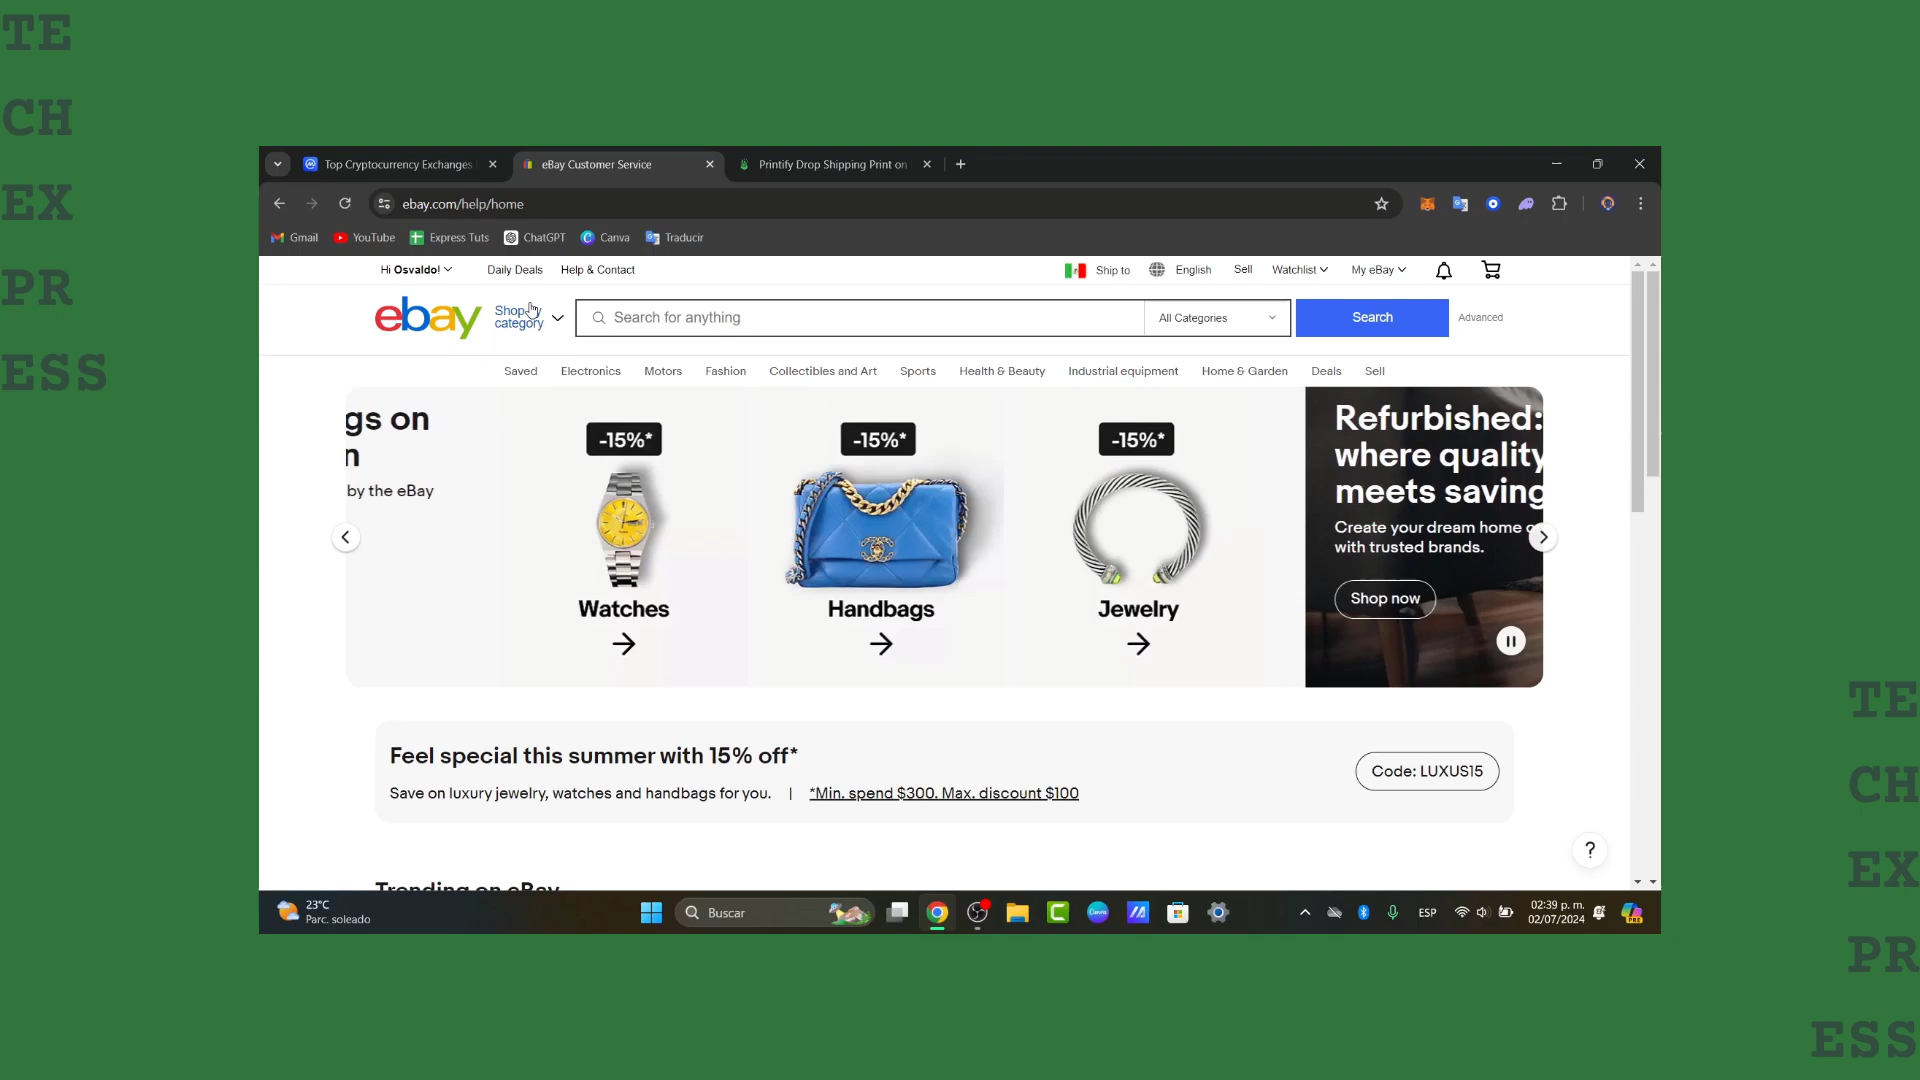 TE
CH
EX
PR
ESS
Top Cryptocurrency Exchanges
eBay Customer Service
Printify Drop Shipping Print on
ebay.com/help/home
Gmail
YouTube
Express Tuts
ChatGPT
Canva
Traducir
Hi Osvaldo!
Daily Deals
Help & Contact
Ship to
English
Sell
Watchlist
My eBay
ebay
Shop by
category
Search for anything
All Categories
Search
Advanced
Saved
Electronics
Motors
Fashion
Collectibles and Art
Sports
Health & Beauty
Industrial equipment
Home & Garden
Deals
Sell
gs on
n
by the eBay
-15%*
-15%*
-15%*
Watches
Handbags
Jewelry
Refurbished:
where quality
meets saving
Create your dream home
with trusted brands.
Shop now
Feel special this summer with 15% off*
Save on luxury jewelry, watches and handbags for you. | *Min. spend $300. Max. discount $100
Code: LUXUS15
?
Trending on eBay
23°C
Parc. soleado
Buscar
Canva
ESP
02:39 p. m.
02/07/2024
PRE
TE
CH
EX
PR
ESS